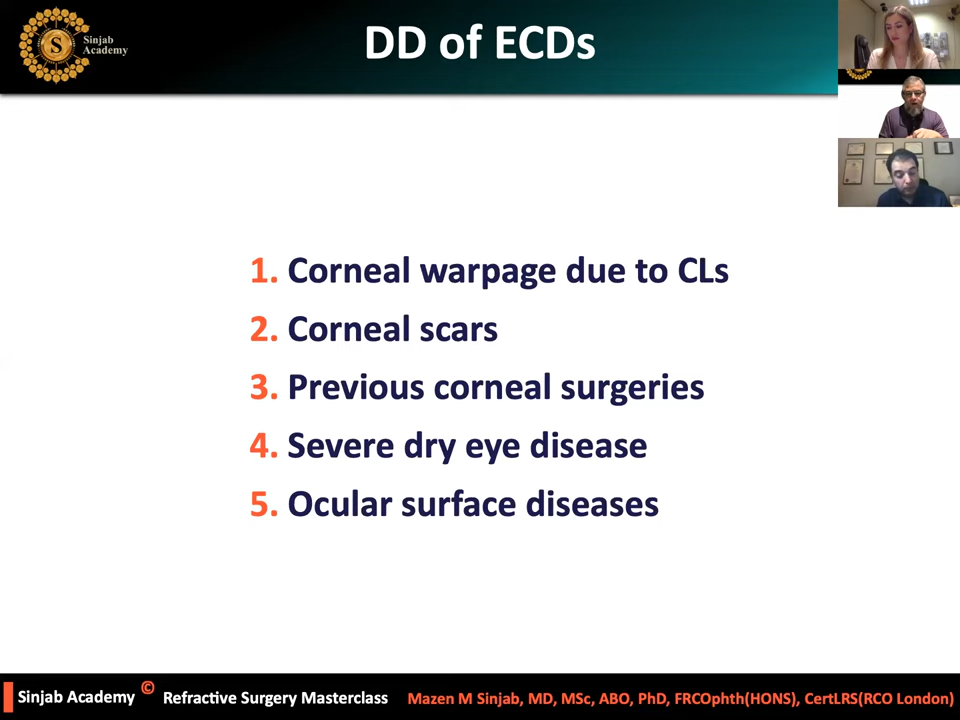 S
Sinjab
Academy
DD of ECDs
1. Corneal warpage due to CLs
2. Corneal scars
3. Previous corneal surgeries
4. Severe dry eye disease
5. Ocular surface diseases
Sinjab Academy © Refractive Surgery Masterclass Mazen M Sinjab, MD, MSc, ABO, PhD, FRCOphth(HONS), CertLRS(RCO London)